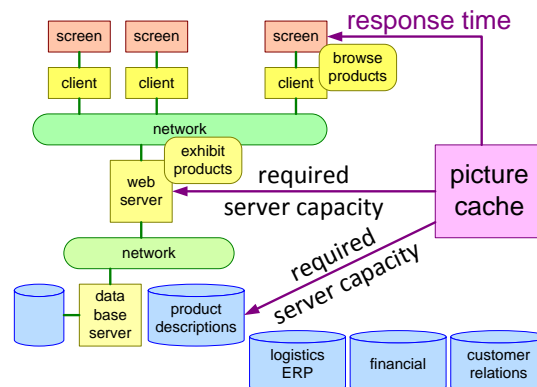 response time
screen
screen
screen
browse
products
client
client
client
network
exhibit
products
web
server
required
server capacity
picture
cache
network
required
server capacity
data
base
server
product
descriptions
logistics
ERP
financial
customer
relations